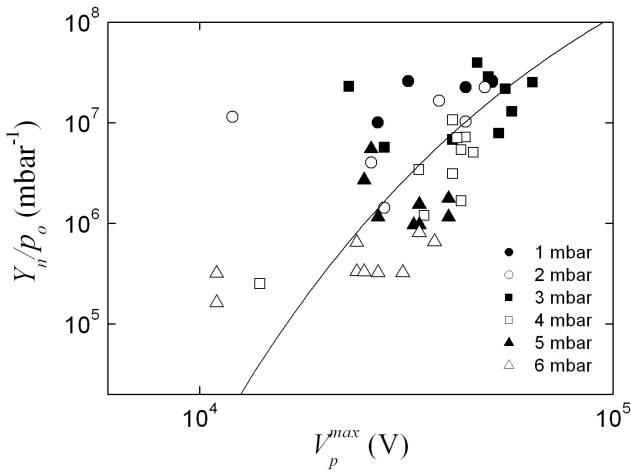 10^8
10^7
10^6
10^5
Y_n/p_o (mbar^-1)
1 mbar
2 mbar
3 mbar
4 mbar
5 mbar
6 mbar
10^4
10^5
V_p^max (V)